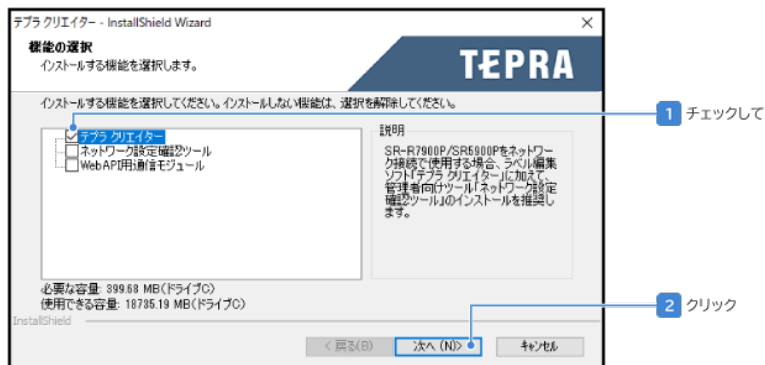 テプラ クリエイター - InstallShield Wizard
機能の選択
インストールする機能を選択します。
TEPRA
インストールする機能を選択してください。インストールしない機能は、選択を解除してください。
1 チェックして
テプラ クリエイター
ネットワーク設定確認ツール
WebAPI用通信モジュール
説明
SR-R7900P/SR5900Pをネットワー
ク接続で使用する場合、ラベル編集
ソフト「テプラ クリエイター」に加えて、
管理者向けツール「ネットワーク設定
確認ツール」のインストールを推奨し
ます。
必要な容量: 399.68 MB(ドライブC)
使用できる容量: 18735.19 MB(ドライブC)
2 クリック
InstallShield
< 戻る(B)
次へ (N)>
キャンセル